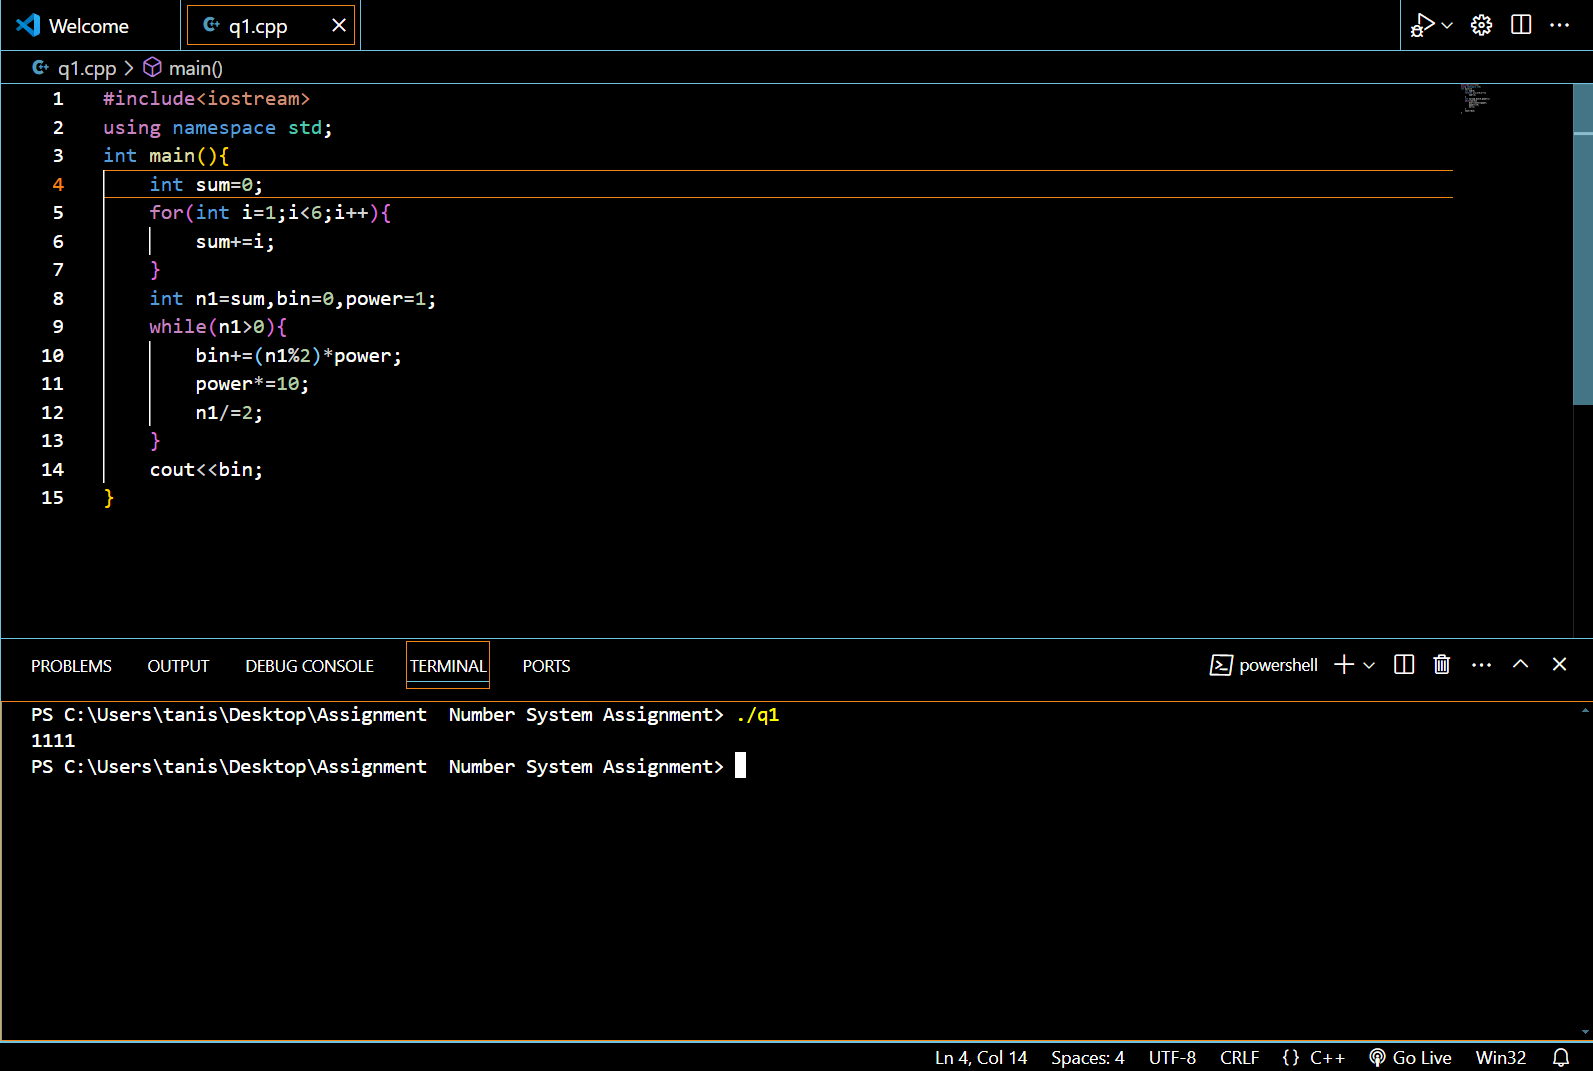 Welcome
q1.cpp
q1.cpp > main()
1 #include<iostream>
2 using namespace std;
3 int main(){
4     int sum=0;
5     for(int i=1;i<6;i++){
6         sum+=i;
7     }
8     int n1=sum,bin=0,power=1;
9     while(n1>0){
10         bin+=(n1%2)*power;
11         power*=10;
12         n1/=2;
13     }
14     cout<<bin;
15 }
PROBLEMS OUTPUT DEBUG CONSOLE TERMINAL PORTS powershell
PS C:\Users\tanis\Desktop\Assignment  Number System Assignment> ./q1
1111
PS C:\Users\tanis\Desktop\Assignment  Number System Assignment>
Ln 4, Col 14 Spaces: 4 UTF-8 CRLF {} C++ Go Live Win32